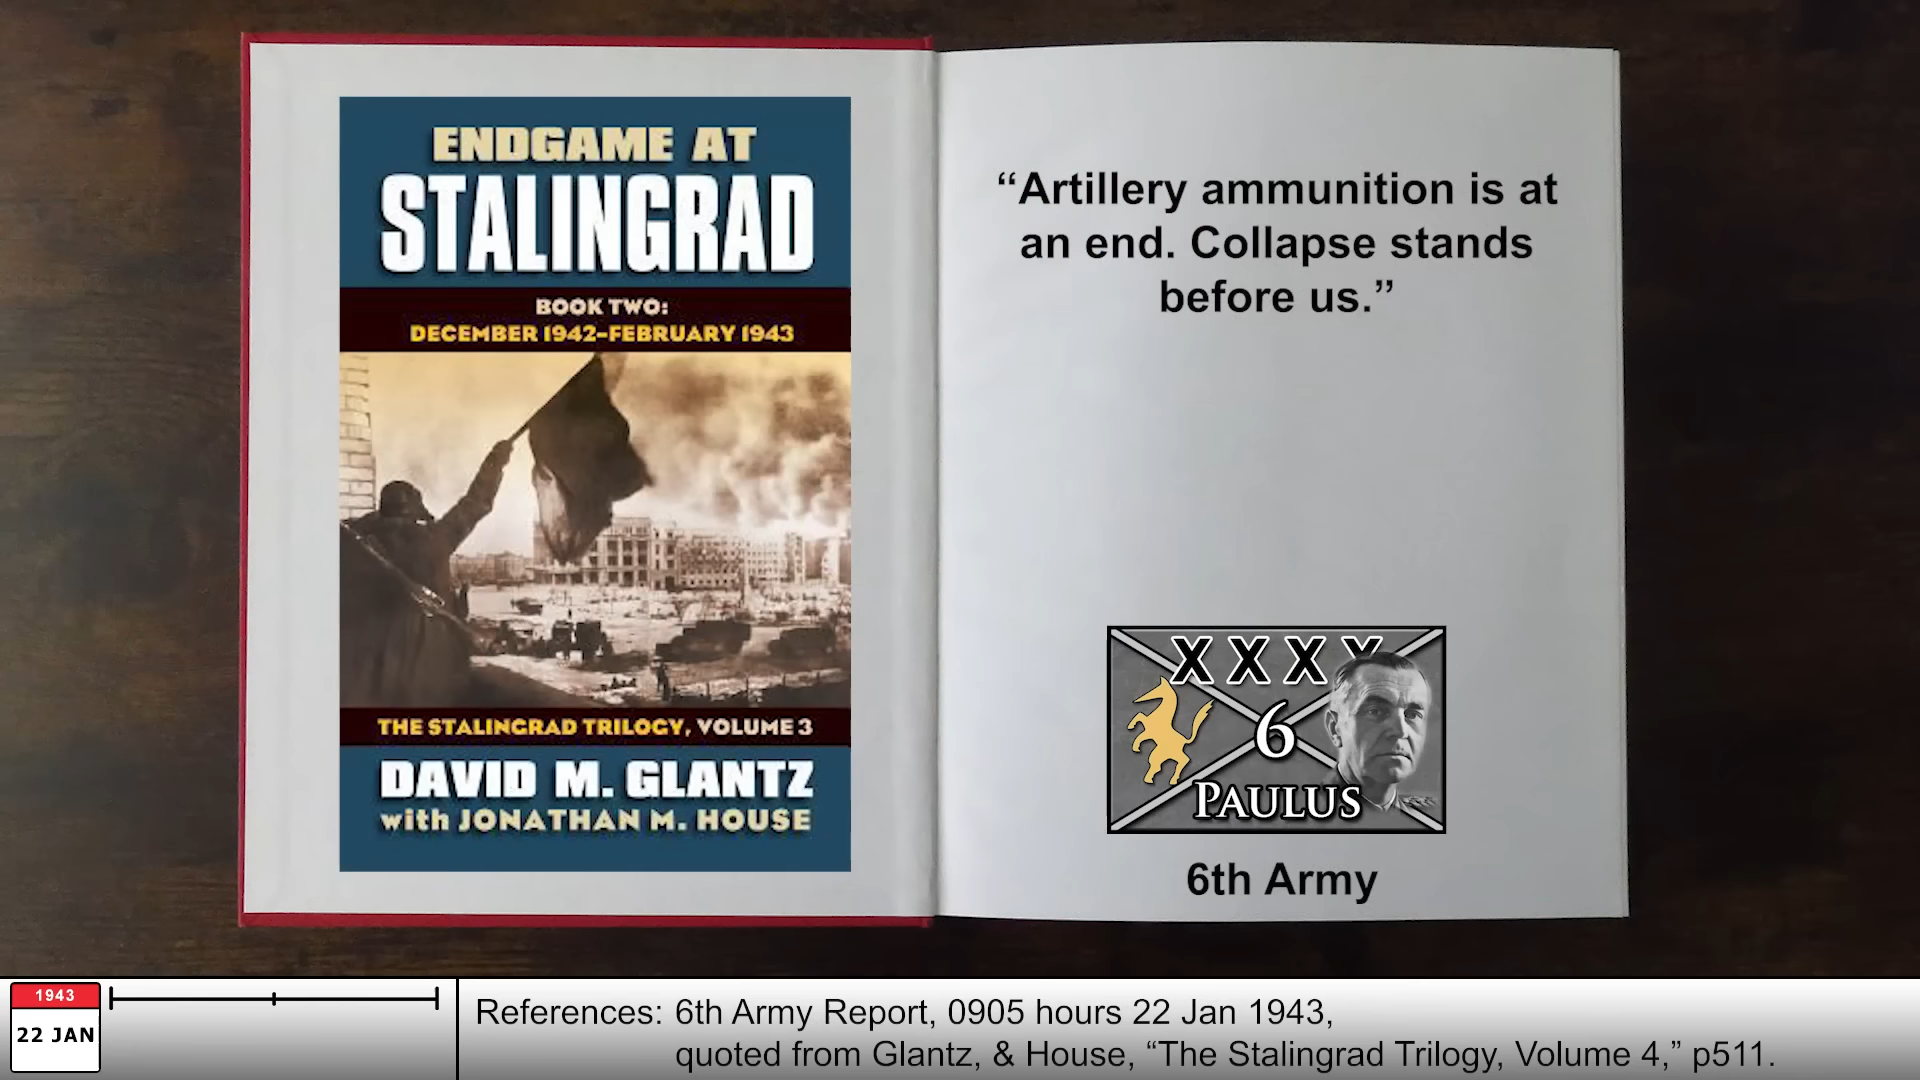 ENDGAME AT
STALINGRAD
BOOK TWO:
DECEMBER 1942–FEBRUARY 1943
THE STALINGRAD TRILOGY, VOLUME 3
DAVID M. GLANTZ
with JONATHAN M. HOUSE
“Artillery ammunition is at
an end. Collapse stands
before us.”
XXXX
6
PAULUS
6th Army
1943
22 JAN
References: 6th Army Report, 0905 hours 22 Jan 1943,
quoted from Glantz, & House, “The Stalingrad Trilogy, Volume 4,” p511.